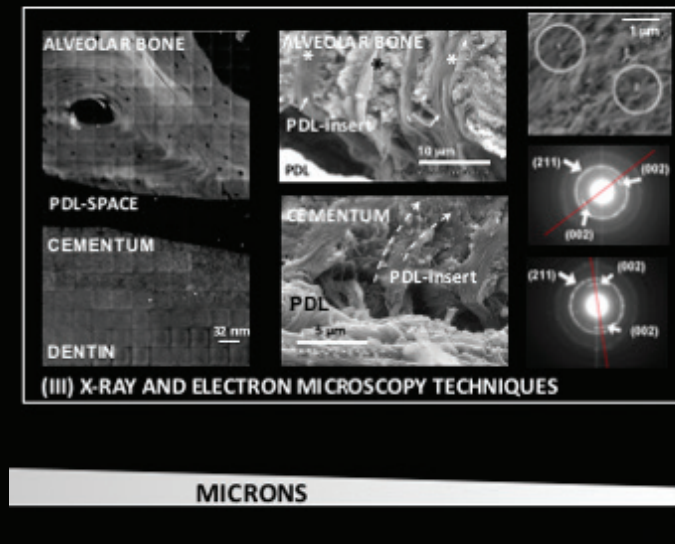 ALVEOLAR BONE
PDL-SPACE
CEMENTUM
32 nm
DENTIN
ALVEOLAR BONE
*
*
*
PDL-insert
10 µm
PDL
CEMENTUM
PDL-Insert
PDL
5 µm
1 µm
(211)
(002)
(002)
(211)
(002)
(002)
(III) X-RAY AND ELECTRON MICROSCOPY TECHNIQUES
MICRONS